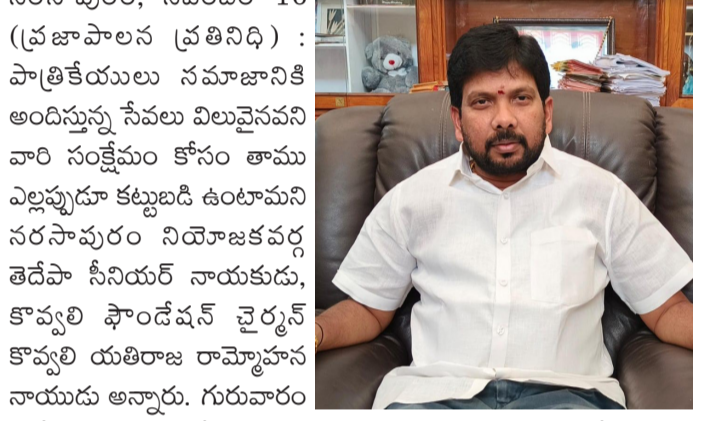 (ప్రజాపాలన ప్రతినిధి) :
పాత్రికేయులు సమాజానికి
అందిస్తున్న సేవలు విలువైనవని
వారి సంక్షేమం కోసం తాము
ఎల్లప్పుడూ కట్టుబడి ఉంటామని
నరసాపురం నియోజకవర్గ
తెదేపా సీనియర్ నాయకుడు,
కొవ్వలి ఫౌండేషన్ చైర్మన్
కొవ్వలి యతిరాజ రామ్మోహన
నాయుడు అన్నారు. గురువారం